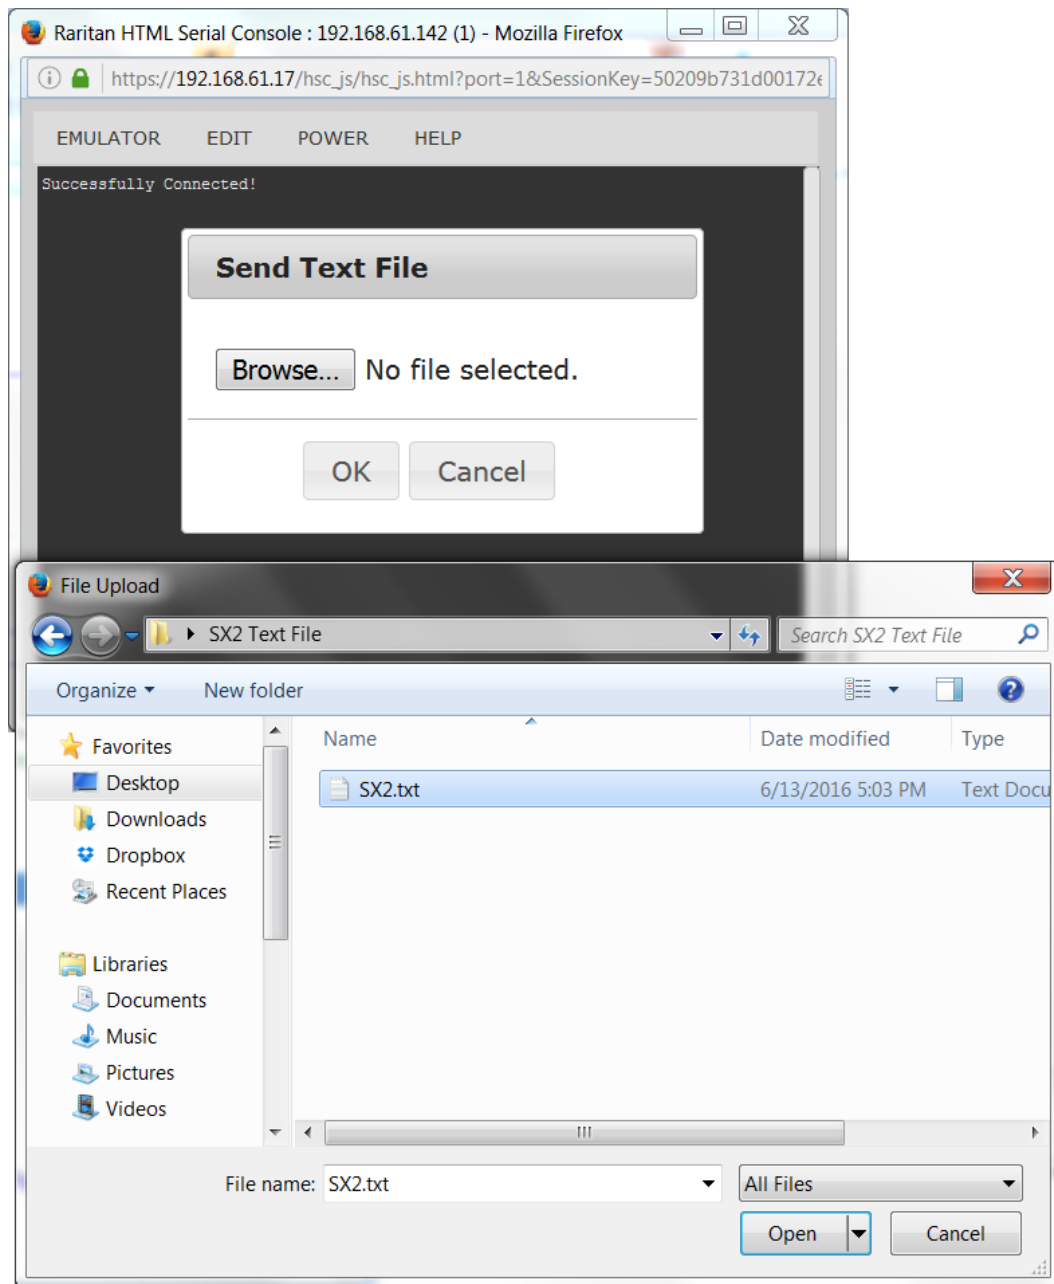 Raritan HTML Serial Console : 192.168.61.142 (1) - Mozilla Firefox
https://192.168.61.17/hsc_js/hsc_js.html?port=1&SessionKey=50209b731d00172e
EMULATOR EDIT POWER HELP
Successfully Connected!
Send Text File
Browse... No file selected.
OK Cancel
File Upload
SX2 Text File Search SX2 Text File
Organize New folder
Favorites
Desktop
Downloads
Dropbox
Recent Places
Libraries
Documents
Music
Pictures
Videos
Name Date modified Type
SX2.txt 6/13/2016 5:03 PM Text Docu
File name: SX2.txt All Files
Open Cancel